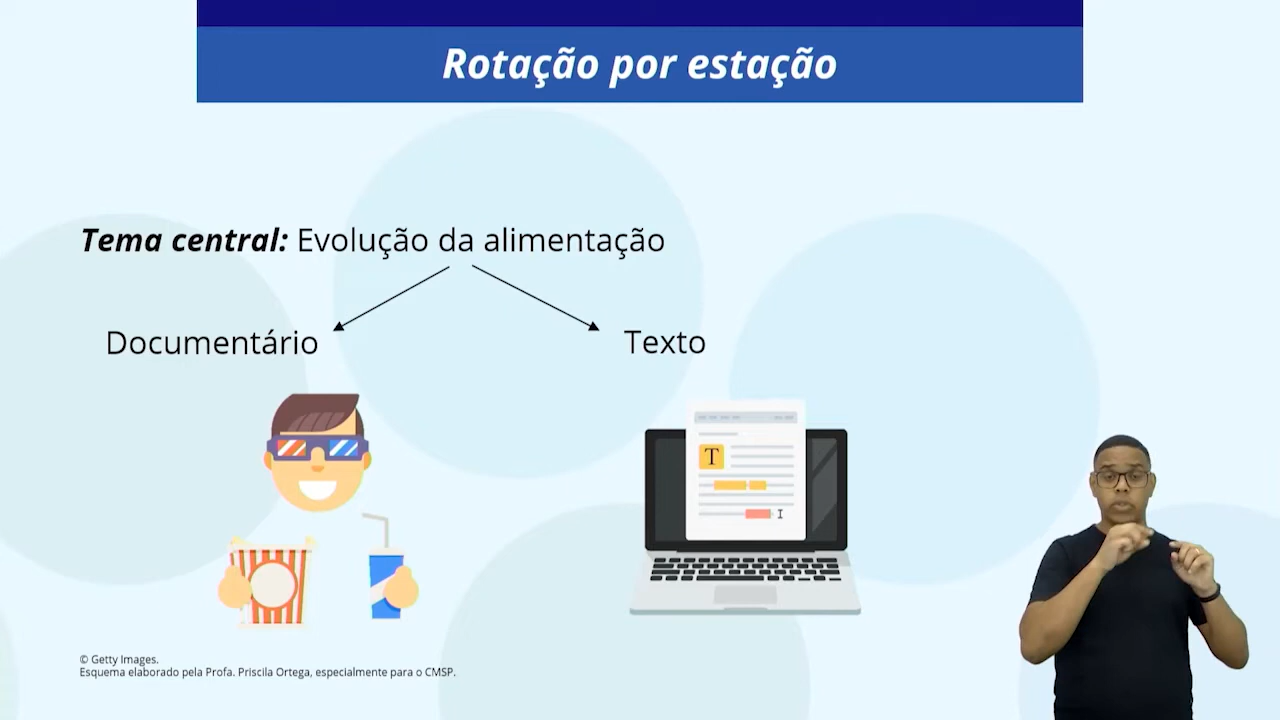 Rotação por estação
Tema central: Evolução da alimentação
Documentário
Texto
T
© Getty Images.
Esquema elaborado pela Profa. Priscila Ortega, especialmente para o CMSP.